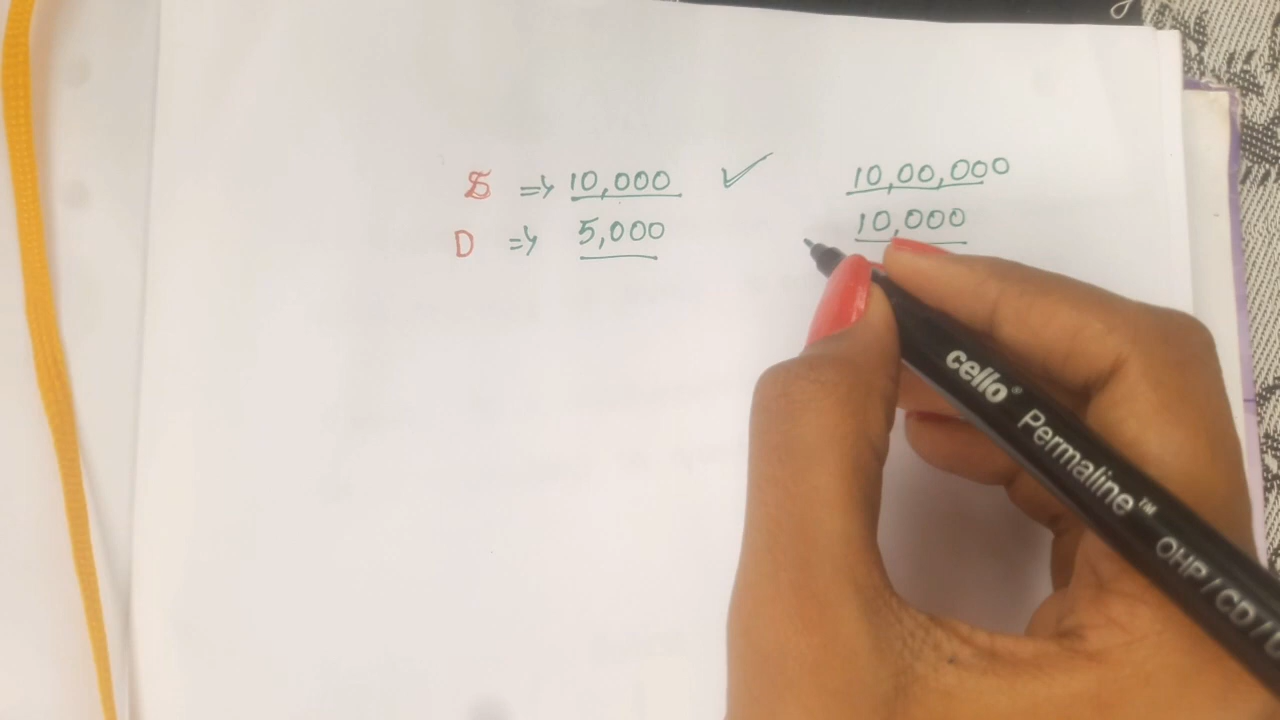 S => 10,000 ✓ 10,00,000
D => 5,000 10,000
cello® Permaline™ OHP / CD /